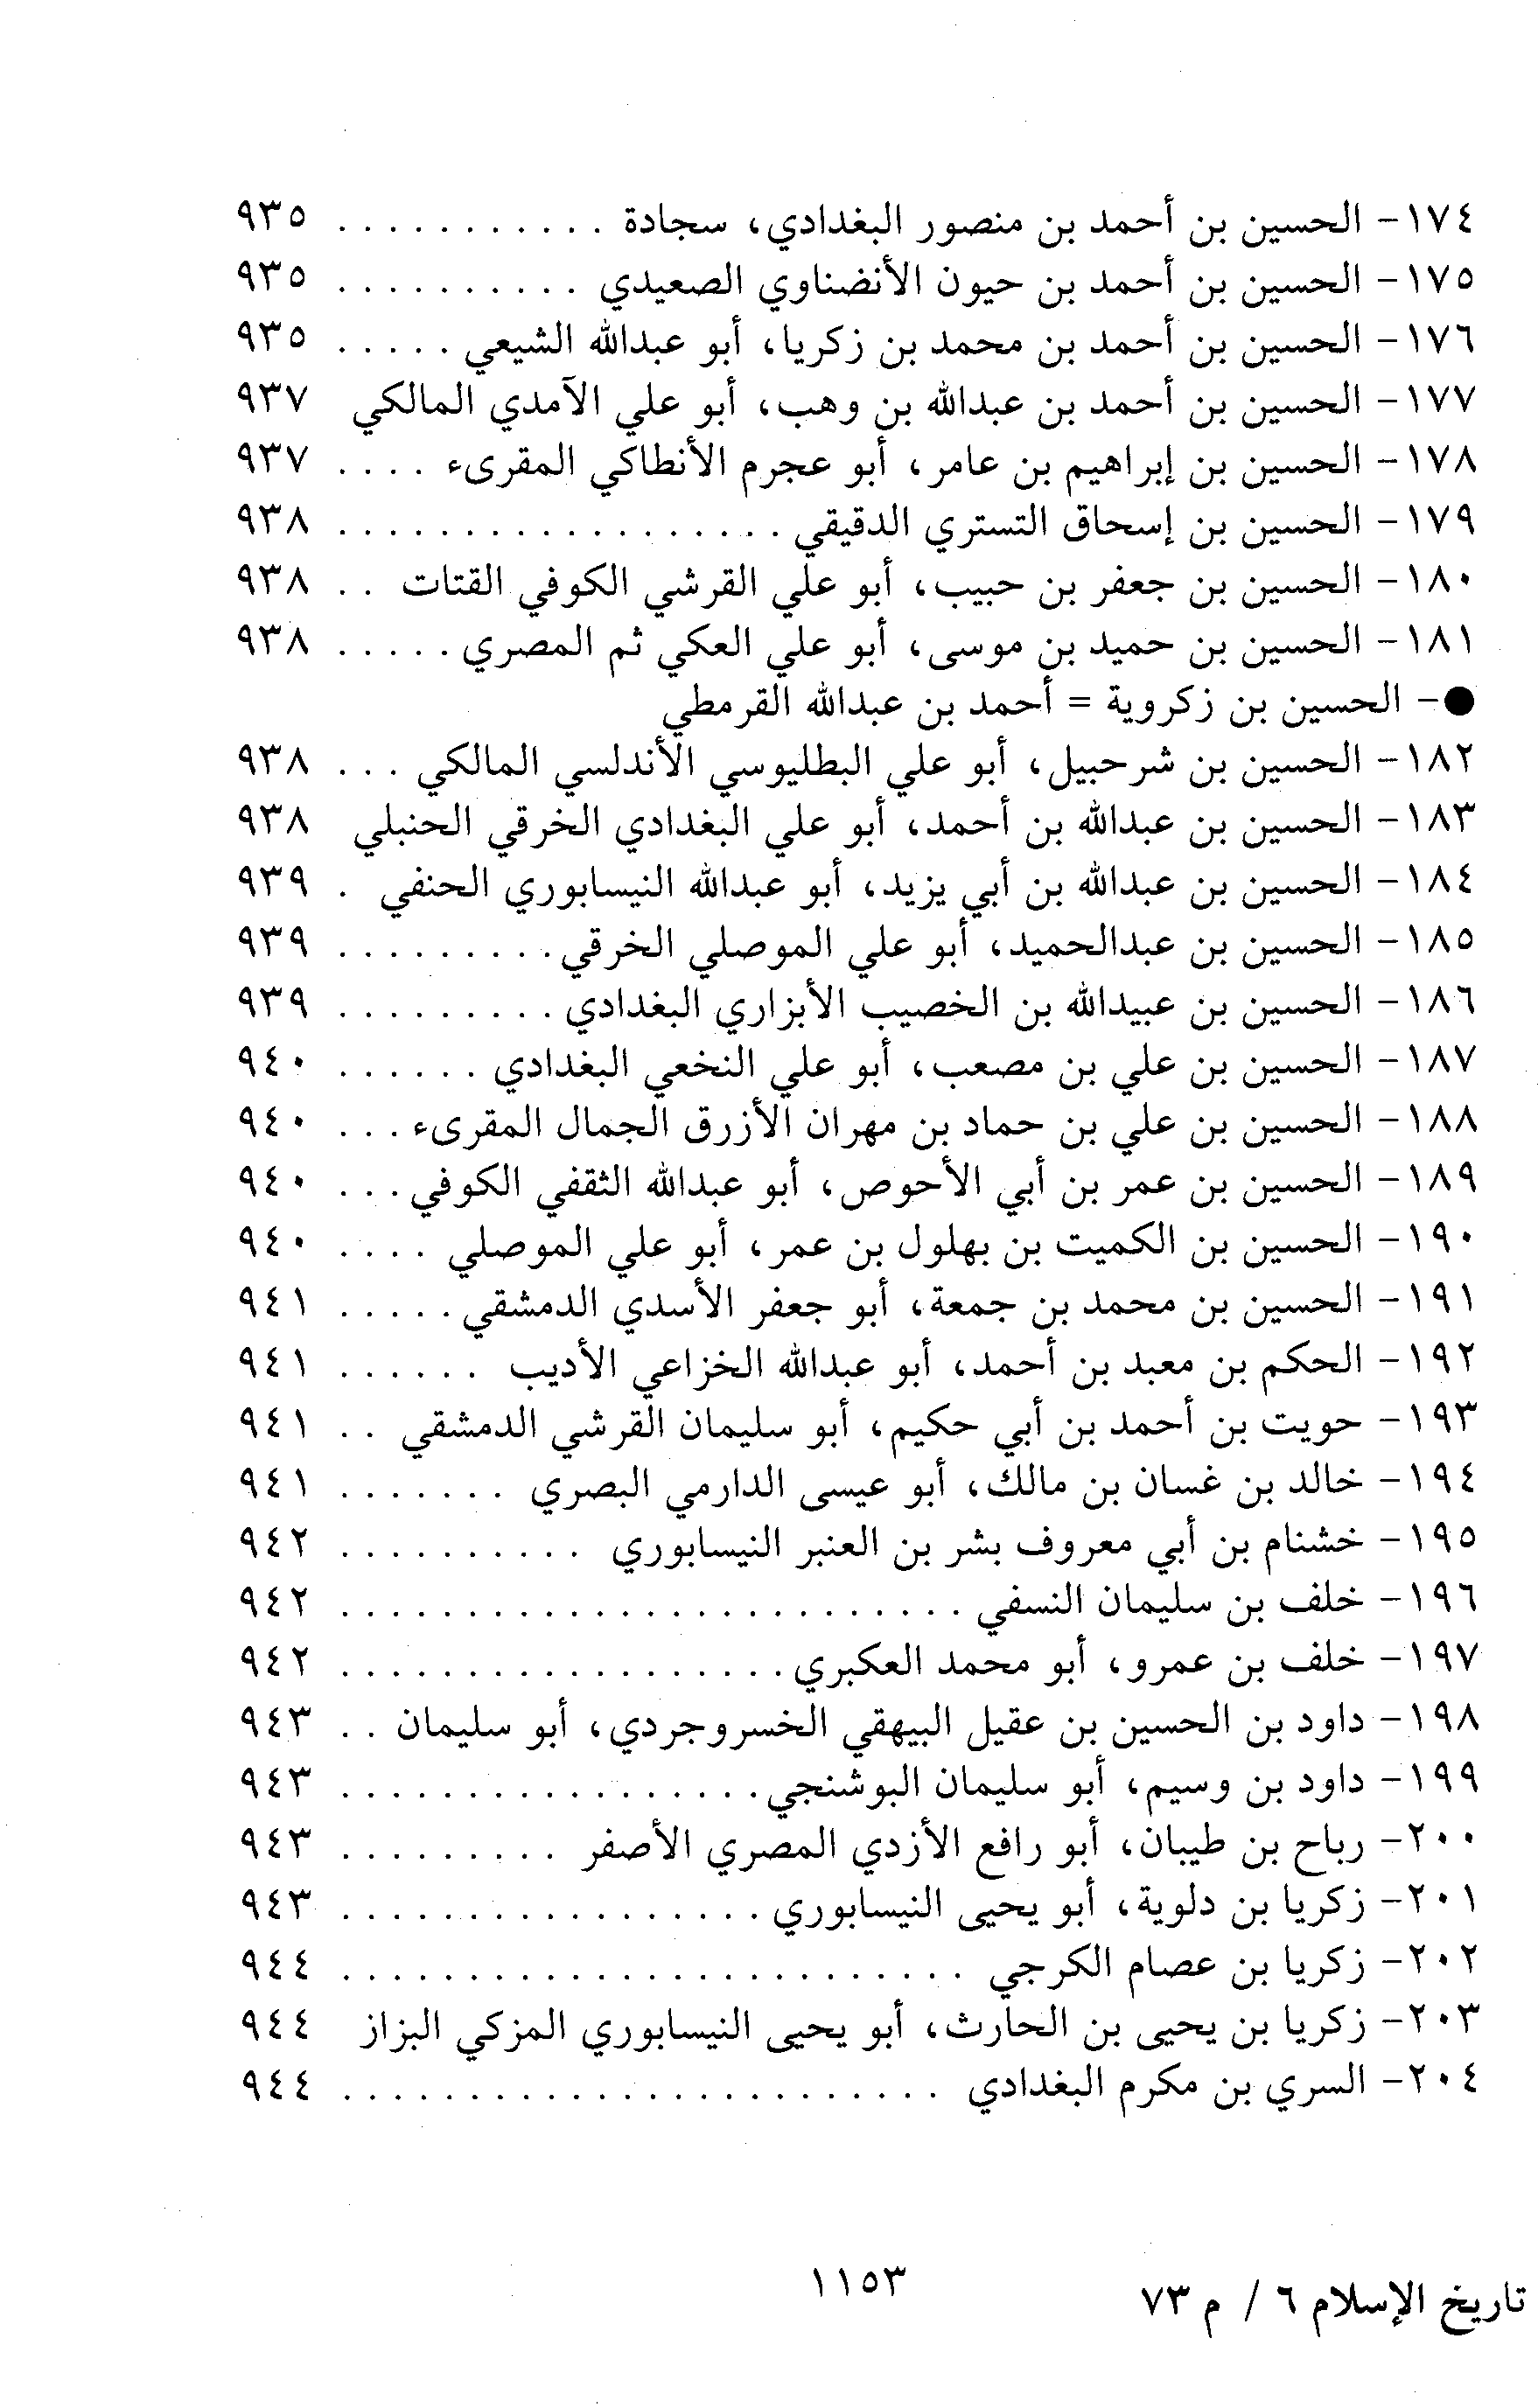 ١٧٤- الحسين بن أحمد بن منصور البغدادي، سجادة . . . . . . . . . . . ٩٣٥
١٧٥- الحسين بن أحمد بن حيون الأنضناوي الصعيدي . . . . . . . . . . ٩٣٥
١٧٦- الحسين بن أحمد بن محمد بن زكريا، أبو عبدالله الشيعي . . . . . ٩٣٥
١٧٧- الحسين بن أحمد بن عبدالله بن وهب، أبو علي الآمدي المالكي ٩٣٧
١٧٨- الحسين بن إبراهيم بن عامر، أبو عجرم الأنطاكي المقرىء . . . . ٩٣٧
١٧٩- الحسين بن إسحاق التستري الدقيقي . . . . . . . . . . . . . . . . . . ٩٣٨
١٨٠- الحسين بن جعفر بن حبيب، أبو علي القرشي الكوفي القتات . . ٩٣٨
١٨١- الحسين بن حميد بن موسى، أبو علي العكي ثم المصري . . . . . ٩٣٨
●- الحسين بن زكروية = أحمد بن عبدالله القرمطي
١٨٢- الحسين بن شرحبيل، أبو علي البطليوسي الأندلسي المالكي . . . ٩٣٨
١٨٣- الحسين بن عبدالله بن أحمد، أبو علي البغدادي الخرقي الحنبلي ٩٣٨
١٨٤- الحسين بن عبدالله بن أبي يزيد، أبو عبدالله النيسابوري الحنفي . ٩٣٩
١٨٥- الحسين بن عبدالحميد، أبو علي الموصلي الخرقي . . . . . . . . . ٩٣٩
١٨٦- الحسين بن عبيدالله بن الخصيب الأبزاري البغدادي . . . . . . . . . ٩٣٩
١٨٧- الحسين بن علي بن مصعب، أبو علي النخعي البغدادي . . . . . . ٩٤٠
١٨٨- الحسين بن علي بن حماد بن مهران الأزرق الجمال المقرىء . . . ٩٤٠
١٨٩- الحسين بن عمر بن أبي الأحوص، أبو عبدالله الثقفي الكوفي . . . ٩٤٠
١٩٠- الحسين بن الكميت بن بهلول بن عمر، أبو علي الموصلي . . . . ٩٤٠
١٩١- الحسين بن محمد بن جمعة، أبو جعفر الأسدي الدمشقي . . . . . ٩٤١
١٩٢- الحكم بن معبد بن أحمد، أبو عبدالله الخزاعي الأديب . . . . . . ٩٤١
١٩٣- حويت بن أحمد بن أبي حكيم، أبو سليمان القرشي الدمشقي . . ٩٤١
١٩٤- خالد بن غسان بن مالك، أبو عيسى الدارمي البصري . . . . . . . ٩٤١
١٩٥- خشنام بن أبي معروف بشر بن العنبر النيسابوري . . . . . . . . . . ٩٤٢
١٩٦- خلف بن سليمان النسفي . . . . . . . . . . . . . . . . . . . . . . . . . ٩٤٢
١٩٧- خلف بن عمرو، أبو محمد العكبري . . . . . . . . . . . . . . . . . . ٩٤٢
١٩٨- داود بن الحسين بن عقيل البيهقي الخسروجردي، أبو سليمان . . ٩٤٣
١٩٩- داود بن وسيم، أبو سليمان البوشنجي . . . . . . . . . . . . . . . . . ٩٤٣
٢٠٠- رباح بن طيبان، أبو رافع الأزدي المصري الأصفر . . . . . . . . . ٩٤٣
٢٠١- زكريا بن دلوية، أبو يحيى النيسابوري . . . . . . . . . . . . . . . . . ٩٤٣
٢٠٢- زكريا بن عصام الكرجي . . . . . . . . . . . . . . . . . . . . . . . . . ٩٤٤
٢٠٣- زكريا بن يحيى بن الحارث، أبو يحيى النيسابوري المزكي البزاز ٩٤٤
٢٠٤- السري بن مكرم البغدادي . . . . . . . . . . . . . . . . . . . . . . . . ٩٤٤
١١٥٣
تاريخ الإسلام ٦ / م ٧٣